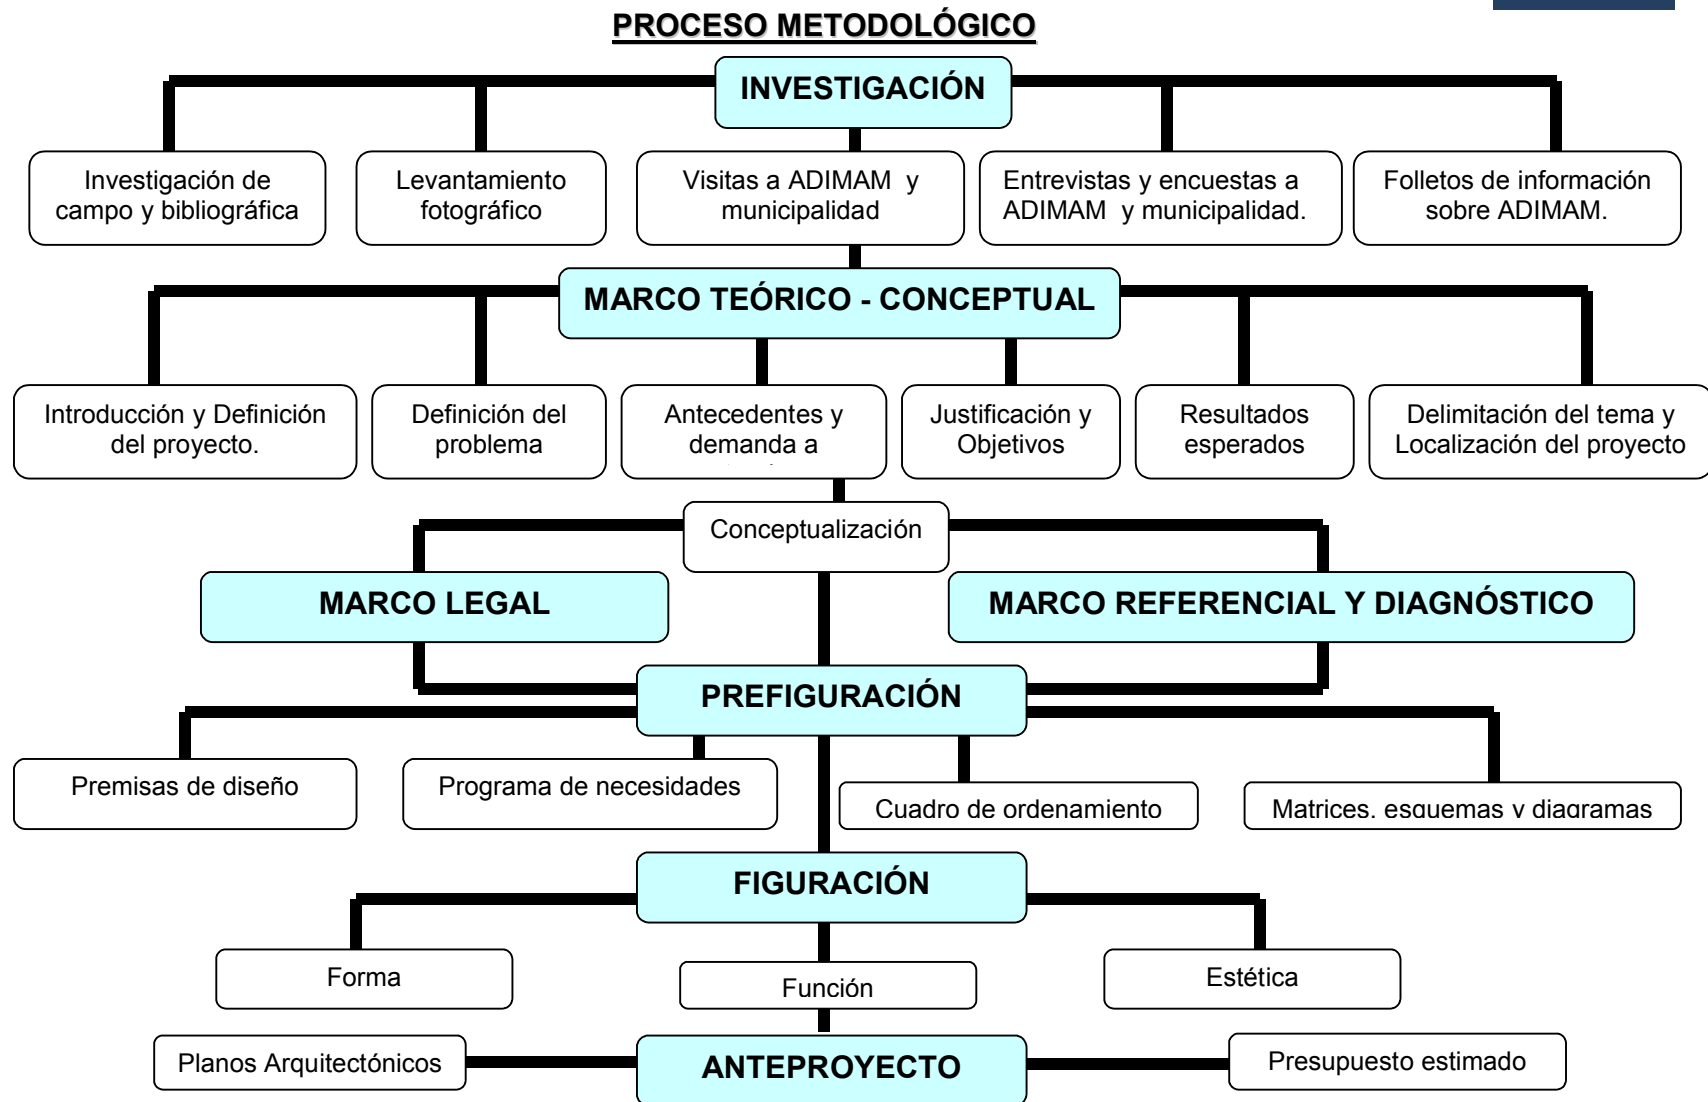 PROCESO METODOLÓGICO
INVESTIGACIÓN
Investigación de
campo y bibliográfica
Levantamiento
fotográfico
Visitas a ADIMAM y
municipalidad
Entrevistas y encuestas a
ADIMAM y municipalidad.
Folletos de información
sobre ADIMAM.
MARCO TEÓRICO - CONCEPTUAL
Introducción y Definición
del proyecto.
Definición del
problema
Antecedentes y
demanda a
Justificación y
Objetivos
Resultados
esperados
Delimitación del tema y
Localización del proyecto
Conceptualización
MARCO LEGAL
MARCO REFERENCIAL Y DIAGNÓSTICO
PREFIGURACIÓN
Premisas de diseño
Programa de necesidades
Cuadro de ordenamiento
Matrices, esquemas y diagramas
FIGURACIÓN
Forma
Función
Estética
Planos Arquitectónicos
ANTEPROYECTO
Presupuesto estimado